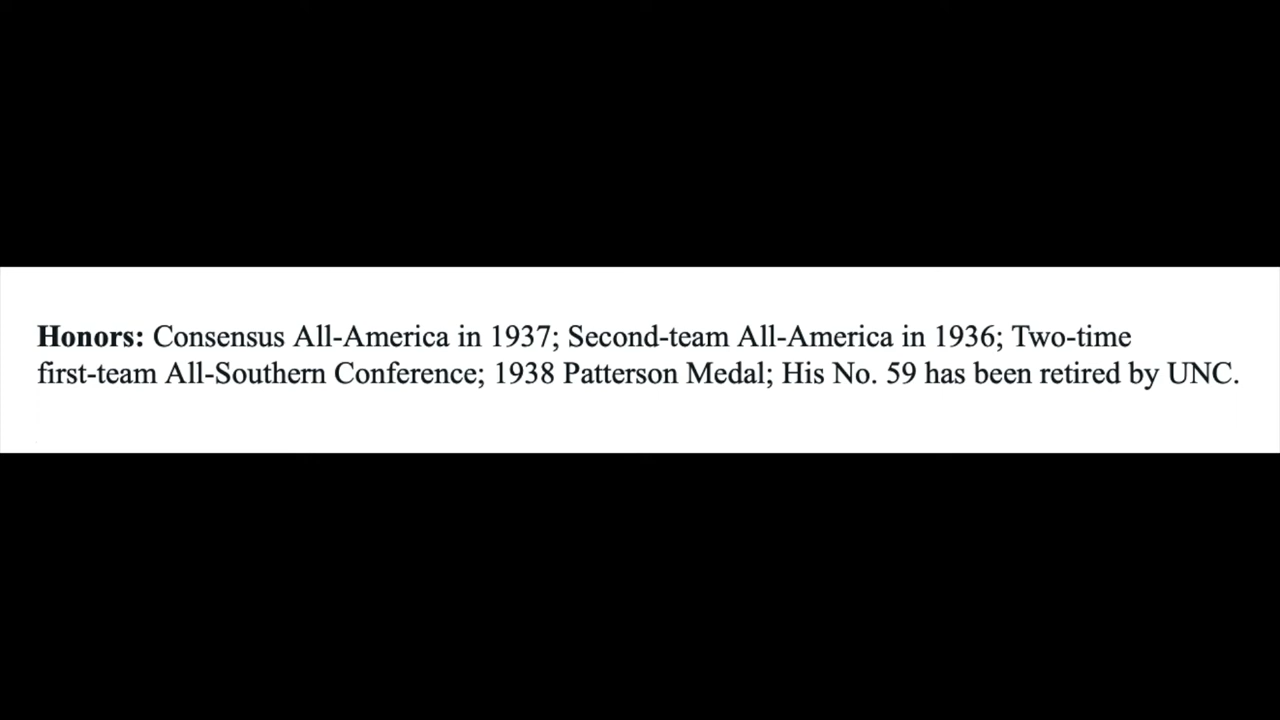 Honors: Consensus All-America in 1937; Second-team All-America in 1936; Two-time
first-team All-Southern Conference; 1938 Patterson Medal; His No. 59 has been retired by UNC.